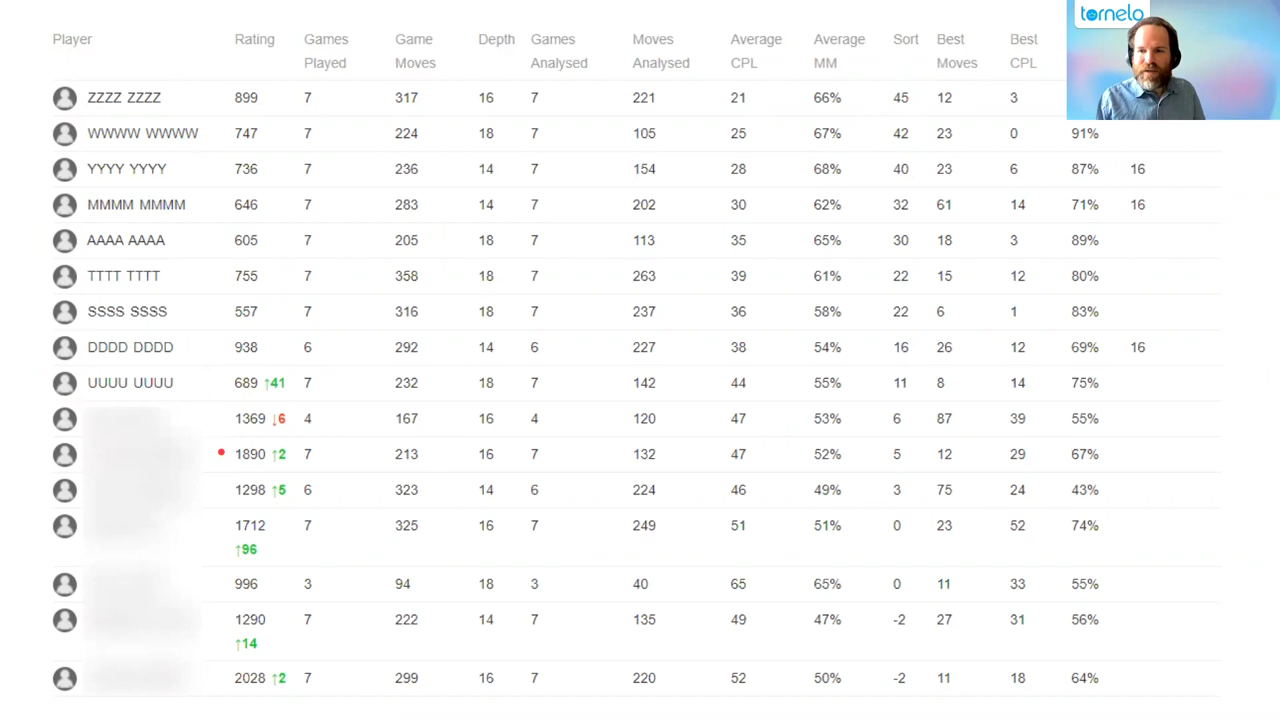 tornelo
Player Rating Games Played Game Moves Depth Games Analysed Moves Analysed Average CPL Average MM Sort Best Moves Best CPL
ZZZZ ZZZZ 899 7 317 16 7 221 21 66% 45 12 3
WWWW WWWW 747 7 224 18 7 105 25 67% 42 23 0 91%
YYYY YYYY 736 7 236 14 7 154 28 68% 40 23 6 87% 16
MMMM MMMM 646 7 283 14 7 202 30 62% 32 61 14 71% 16
AAAA AAAA 605 7 205 18 7 113 35 65% 30 18 3 89%
TTTT TTTT 755 7 358 18 7 263 39 61% 22 15 12 80%
SSSS SSSS 557 7 316 18 7 237 36 58% 22 6 1 83%
DDDD DDDD 938 6 292 14 6 227 38 54% 16 26 12 69% 16
UUUU UUUU 689 ↑41 7 232 18 7 142 44 55% 11 8 14 75%
1369 ↓6 4 167 16 4 120 47 53% 6 87 39 55%
1890 ↑2 7 213 16 7 132 47 52% 5 12 29 67%
1298 ↑5 6 323 14 6 224 46 49% 3 75 24 43%
1712 7 325 16 7 249 51 51% 0 23 52 74%
↑96
996 3 94 18 3 40 65 65% 0 11 33 55%
1290 7 222 14 7 135 49 47% -2 27 31 56%
↑14
2028 ↑2 7 299 16 7 220 52 50% -2 11 18 64%